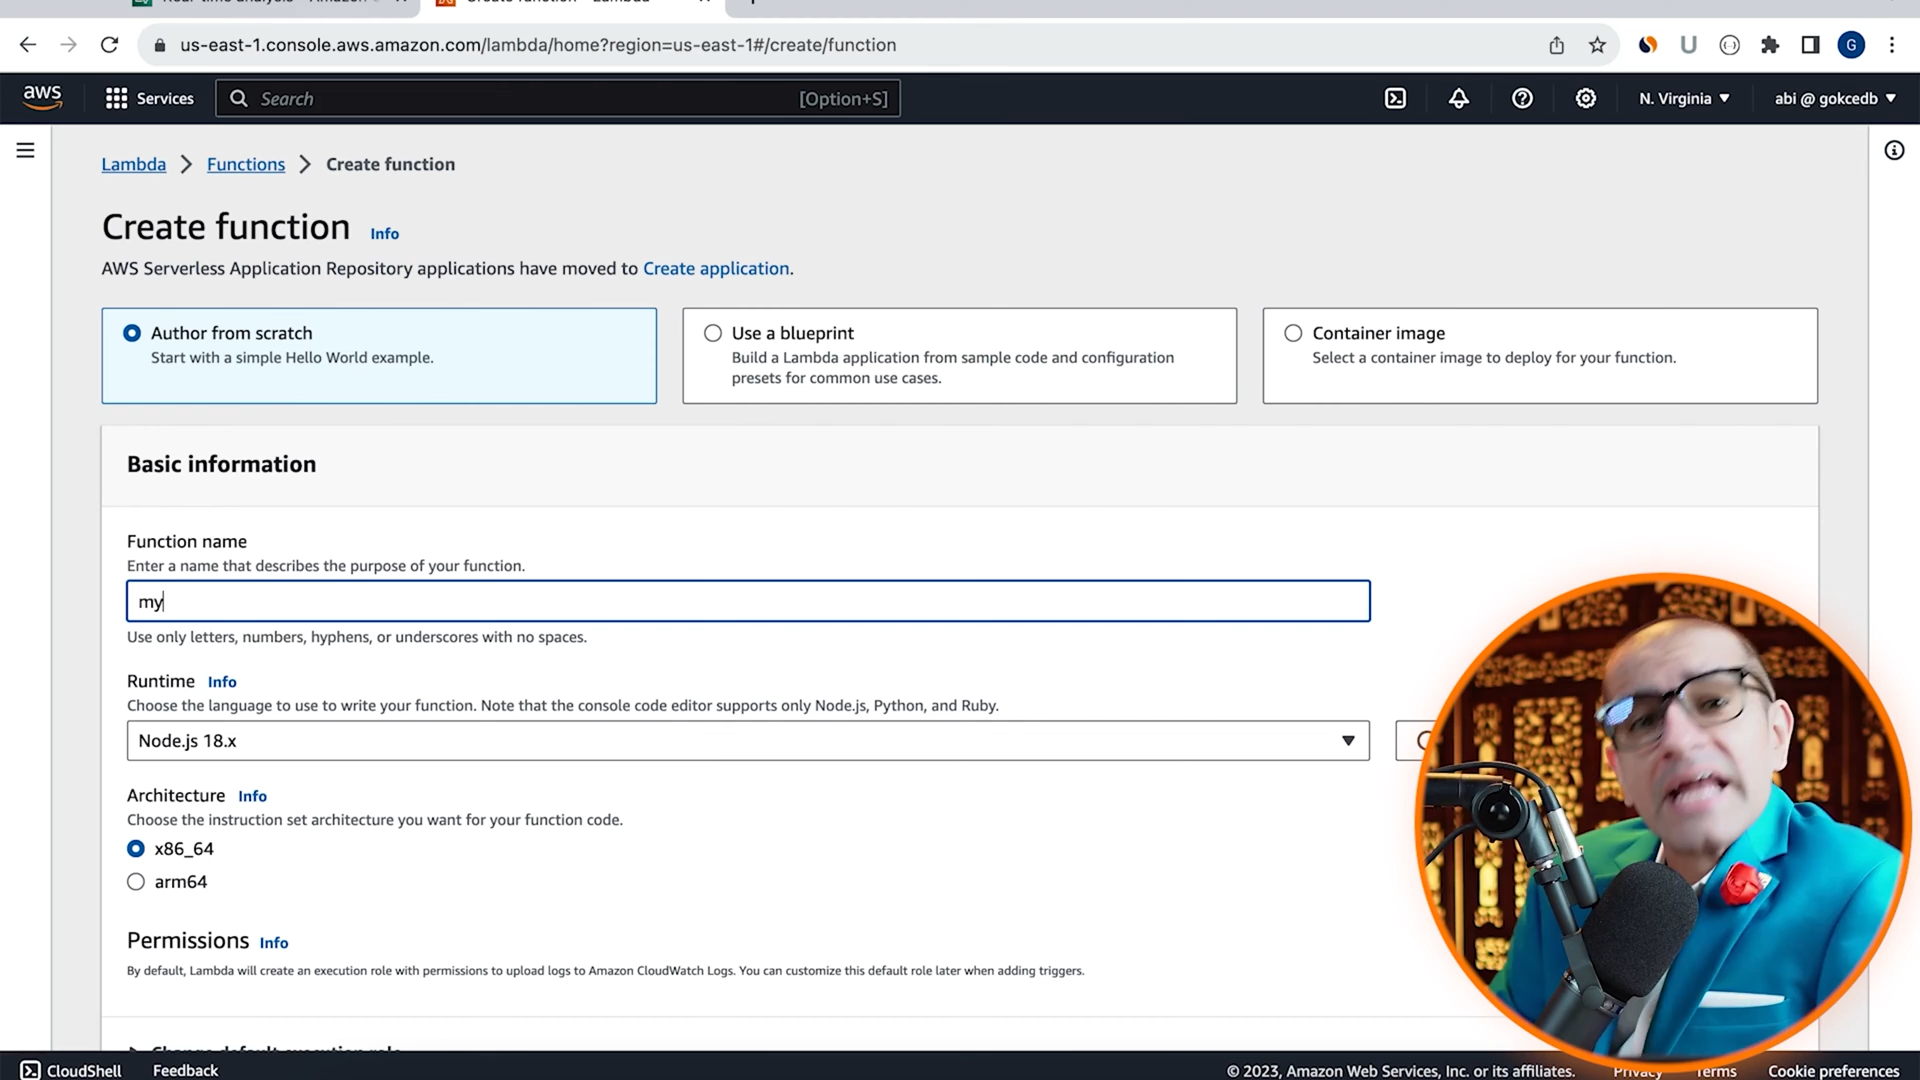 us-east-1.console.aws.amazon.com/lambda/home?region=us-east-1#/create/function
G
aws
Services
Search
[Option+S]
N. Virginia
abi @ gokcedb
Lambda
Functions
Create function
Create function
Info
AWS Serverless Application Repository applications have moved to Create application.
Author from scratch
Start with a simple Hello World example.
Use a blueprint
Build a Lambda application from sample code and configuration
presets for common use cases.
Container image
Select a container image to deploy for your function.
Basic information
Function name
Enter a name that describes the purpose of your function.
my
Use only letters, numbers, hyphens, or underscores with no spaces.
Runtime Info
Choose the language to use to write your function. Note that the console code editor supports only Node.js, Python, and Ruby.
Node.js 18.x
Architecture Info
Choose the instruction set architecture you want for your function code.
x86_64
arm64
Permissions Info
By default, Lambda will create an execution role with permissions to upload logs to Amazon CloudWatch Logs. You can customize this default role later when adding triggers.
Change default execution role
CloudShell
Feedback
© 2023, Amazon Web Services, Inc. or its affiliates.
Privacy
Terms
Cookie preferences